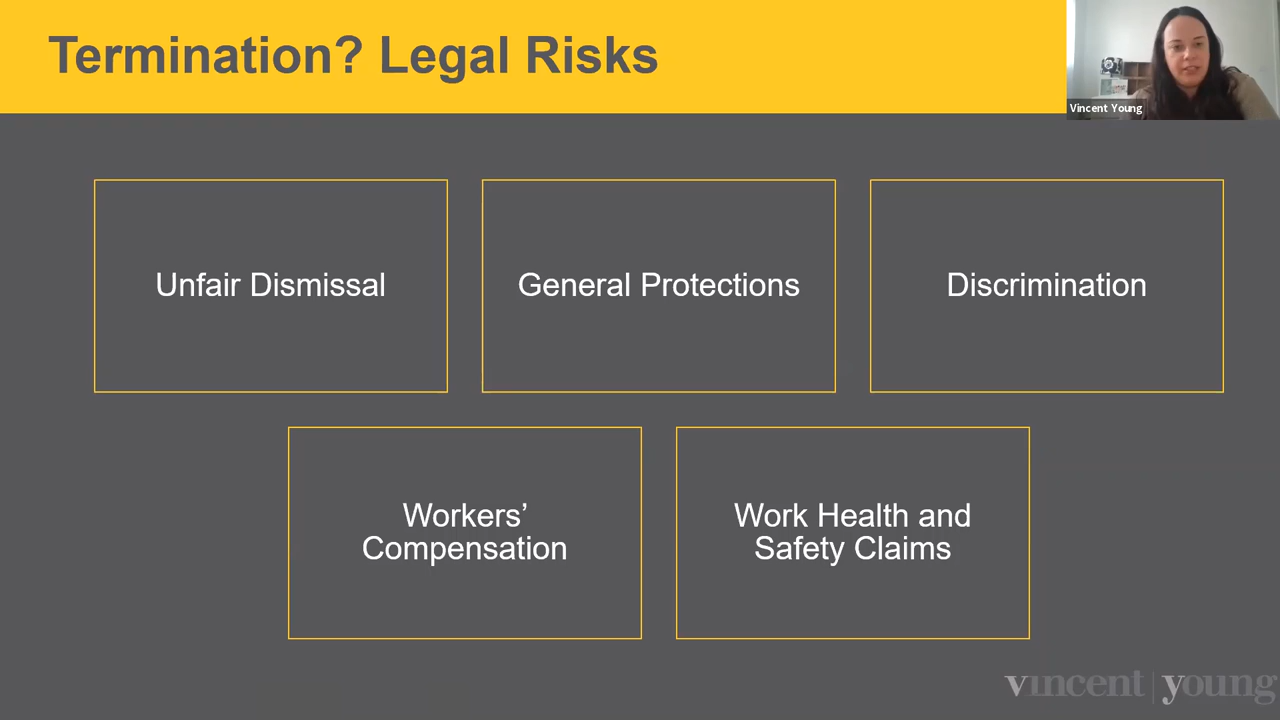 Termination? Legal Risks
Vincent Young
Unfair Dismissal
General Protections
Discrimination
Workers’
Compensation
Work Health and
Safety Claims
vincent | young